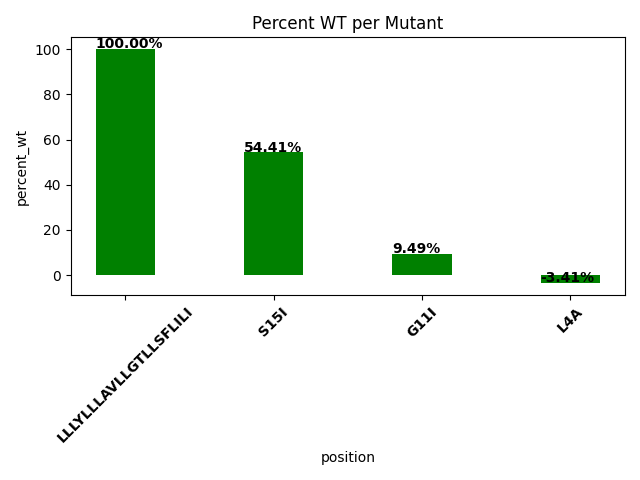 Percent WT per Mutant
100.00%
54.41%
9.49%
-3.41%
percent_wt
100
80
60
40
20
0
LLLYLLLAVLLGTLLSFLILI
S15I
G11I
L4A
position